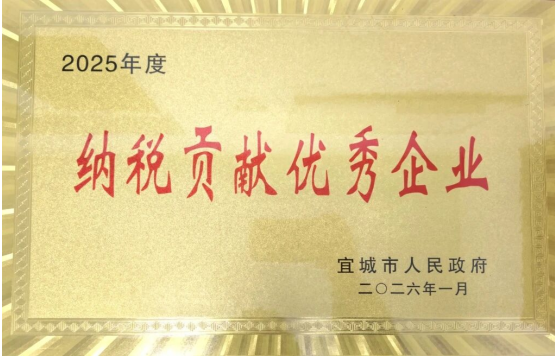 2025年度
纳税贡献优秀企业
宜城市人民政府
二〇二六年一月